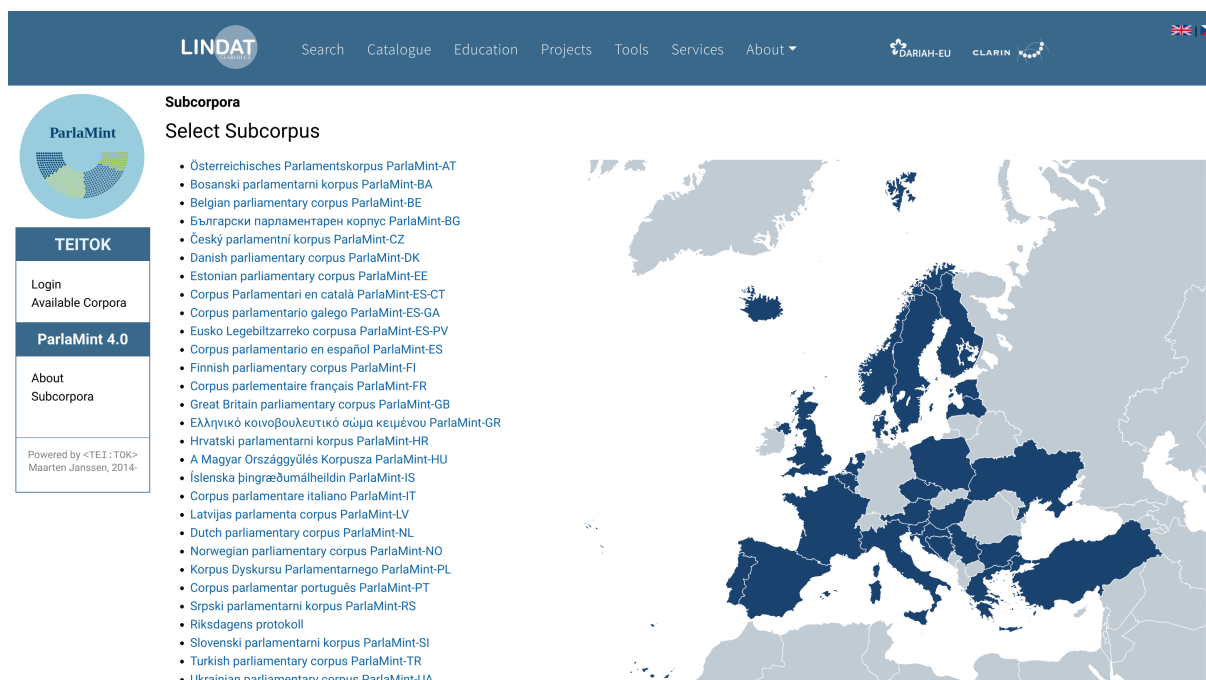 LINDAT
CLARIAH-CZ
Search Catalogue Education Projects Tools Services About
DARIAH-EU
CLARIN
|
ParlaMint
TEITOK
Login
Available Corpora
ParlaMint 4.0
About
Subcorpora
Powered by <TEI:TOK>
Maarten Janssen, 2014-
Subcorpora
Select Subcorpus
Österreichisches Parlamentskorpus ParlaMint-AT
Bosanski parlamentarni korpus ParlaMint-BA
Belgian parliamentary corpus ParlaMint-BE
Български парламентарен корпус ParlaMint-BG
Český parlamentní korpus ParlaMint-CZ
Danish parliamentary corpus ParlaMint-DK
Estonian parliamentary corpus ParlaMint-EE
Corpus Parlamentari en català ParlaMint-ES-CT
Corpus parlamentario galego ParlaMint-ES-GA
Eusko Legebiltzarreko corpusa ParlaMint-ES-PV
Corpus parlamentario en español ParlaMint-ES
Finnish parliamentary corpus ParlaMint-FI
Corpus parlementaire français ParlaMint-FR
Great Britain parliamentary corpus ParlaMint-GB
Ελληνικό κοινοβουλευτικό σώμα κειμένου ParlaMint-GR
Hrvatski parlamentarni korpus ParlaMint-HR
A Magyar Országgyűlés Korpusza ParlaMint-HU
Íslenska þingræðumálheildin ParlaMint-IS
Corpus parlamentare italiano ParlaMint-IT
Latvijas parlamenta corpus ParlaMint-LV
Dutch parliamentary corpus ParlaMint-NL
Norwegian parliamentary corpus ParlaMint-NO
Korpus Dyskursu Parlamentarnego ParlaMint-PL
Corpus parlamentar português ParlaMint-PT
Srpski parlamentarni korpus ParlaMint-RS
Riksdagens protokoll
Slovenski parlamentarni korpus ParlaMint-SI
Turkish parliamentary corpus ParlaMint-TR
Ukrainian parliamentary corpus ParlaMint-UA